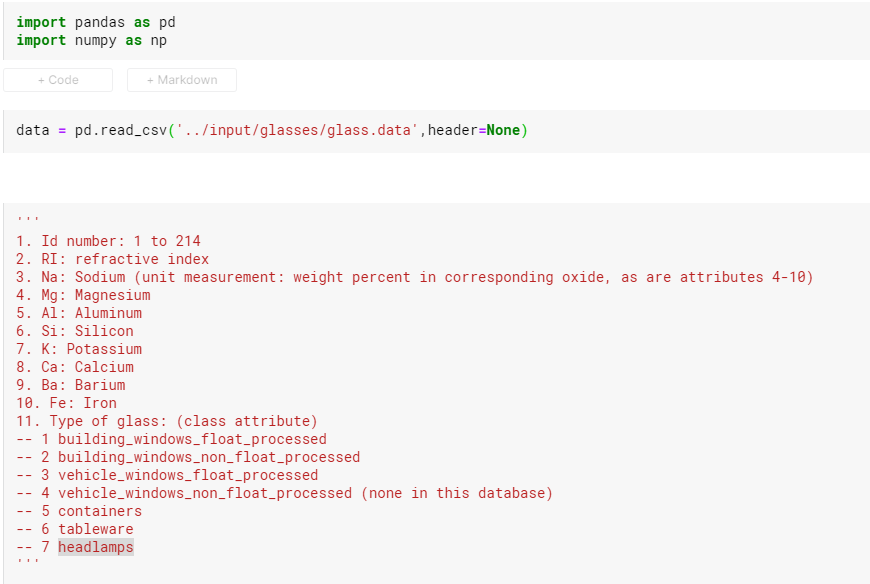 import pandas as pd
import numpy as np
+ Code
+ Markdown
data = pd.read_csv('../input/glasses/glass.data',header=None)
'''
1. Id number: 1 to 214
2. RI: refractive index
3. Na: Sodium (unit measurement: weight percent in corresponding oxide, as are attributes 4-10)
4. Mg: Magnesium
5. Al: Aluminum
6. Si: Silicon
7. K: Potassium
8. Ca: Calcium
9. Ba: Barium
10. Fe: Iron
11. Type of glass: (class attribute)
-- 1 building_windows_float_processed
-- 2 building_windows_non_float_processed
-- 3 vehicle_windows_float_processed
-- 4 vehicle_windows_non_float_processed (none in this database)
-- 5 containers
-- 6 tableware
-- 7 headlamps
'''